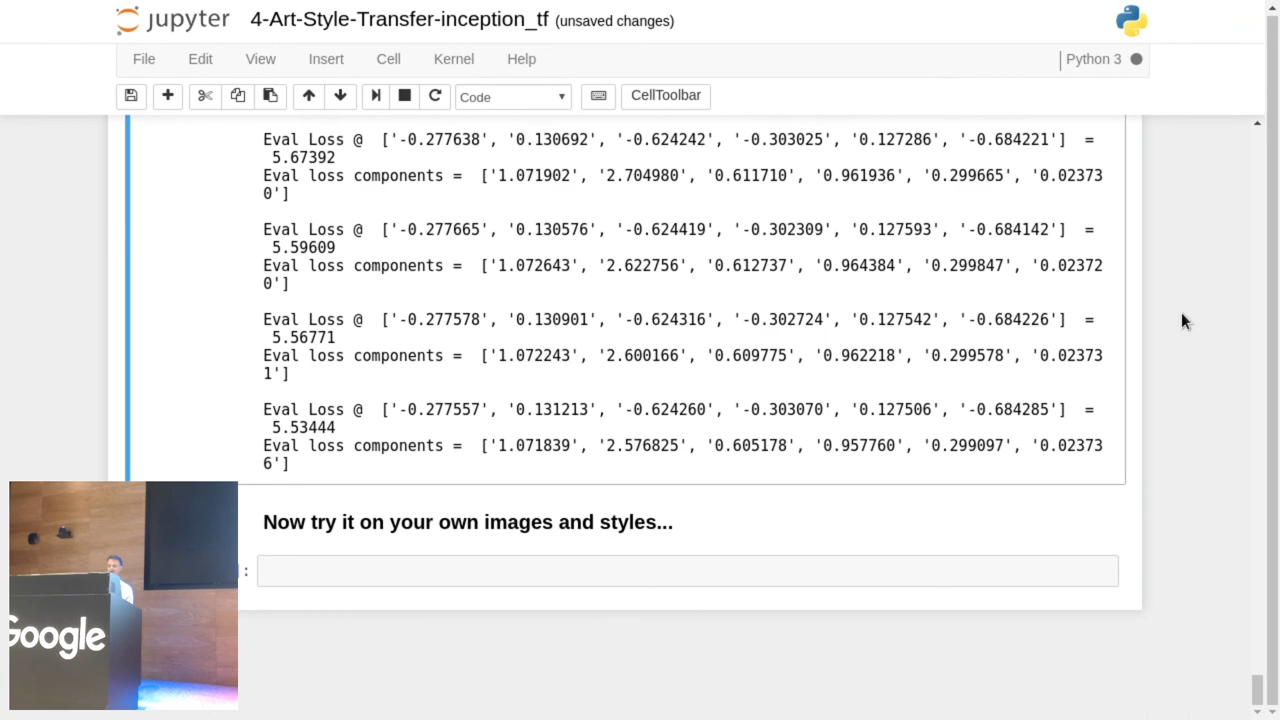 jupyter 4-Art-Style-Transfer-inception_tf (unsaved changes)
File Edit View Insert Cell Kernel Help Python 3
Code CellToolbar
Eval Loss @  ['-0.277638', '0.130692', '-0.624242', '-0.303025', '0.127286', '-0.684221']  =
5.67392
Eval loss components =  ['1.071902', '2.704980', '0.611710', '0.961936', '0.299665', '0.02373
0']
Eval Loss @  ['-0.277665', '0.130576', '-0.624419', '-0.302309', '0.127593', '-0.684142']  =
5.59609
Eval loss components =  ['1.072643', '2.622756', '0.612737', '0.964384', '0.299847', '0.02372
0']
Eval Loss @  ['-0.277578', '0.130901', '-0.624316', '-0.302724', '0.127542', '-0.684226']  =
5.56771
Eval loss components =  ['1.072243', '2.600166', '0.609775', '0.962218', '0.299578', '0.02373
1']
Eval Loss @  ['-0.277557', '0.131213', '-0.624260', '-0.303070', '0.127506', '-0.684285']  =
5.53444
Eval loss components =  ['1.071839', '2.576825', '0.605178', '0.957760', '0.299097', '0.02373
6']
Now try it on your own images and styles...
:
Google